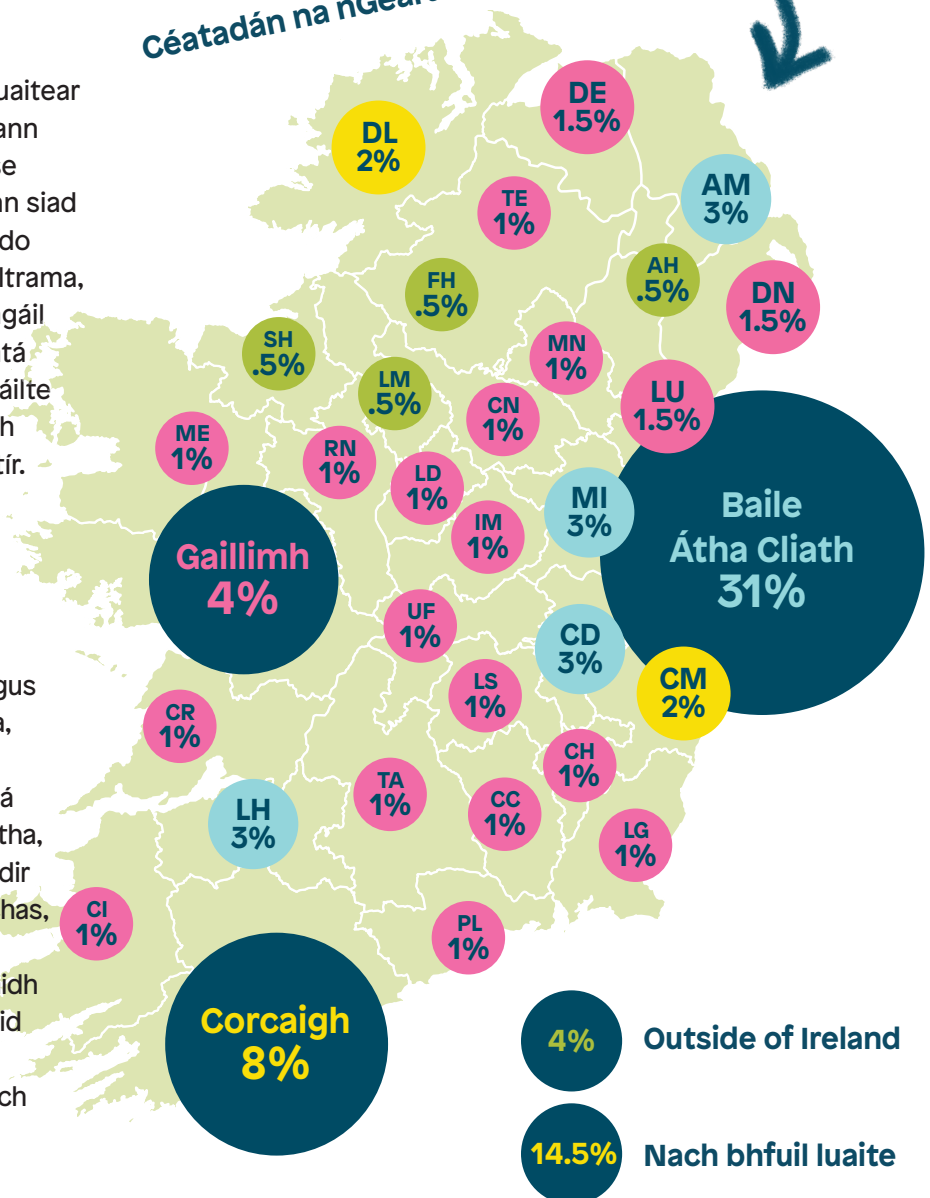 Céatadán na
uaitear
ann
se
n siad
do
ltrama,
gáil
tá
áilte
h
tír.
gus
a,
á
tha,
dir
has,
idh
id
ch
DL
2%
DE
1.5%
TE
1%
AM
3%
FH
.5%
AH
.5%
DN
1.5%
SH
.5%
MN
1%
LM
.5%
CN
1%
LU
1.5%
ME
1%
RN
1%
LD
1%
IM
1%
MI
3%
Baile
Átha Cliath
31%
Gaillimh
4%
UF
1%
CD
3%
LS
1%
CM
2%
CR
1%
CH
1%
TA
1%
CC
1%
LH
3%
LG
1%
CI
1%
PL
1%
Corcaigh
8%
4% Outside of Ireland
14.5% Nach bhfuil luaite